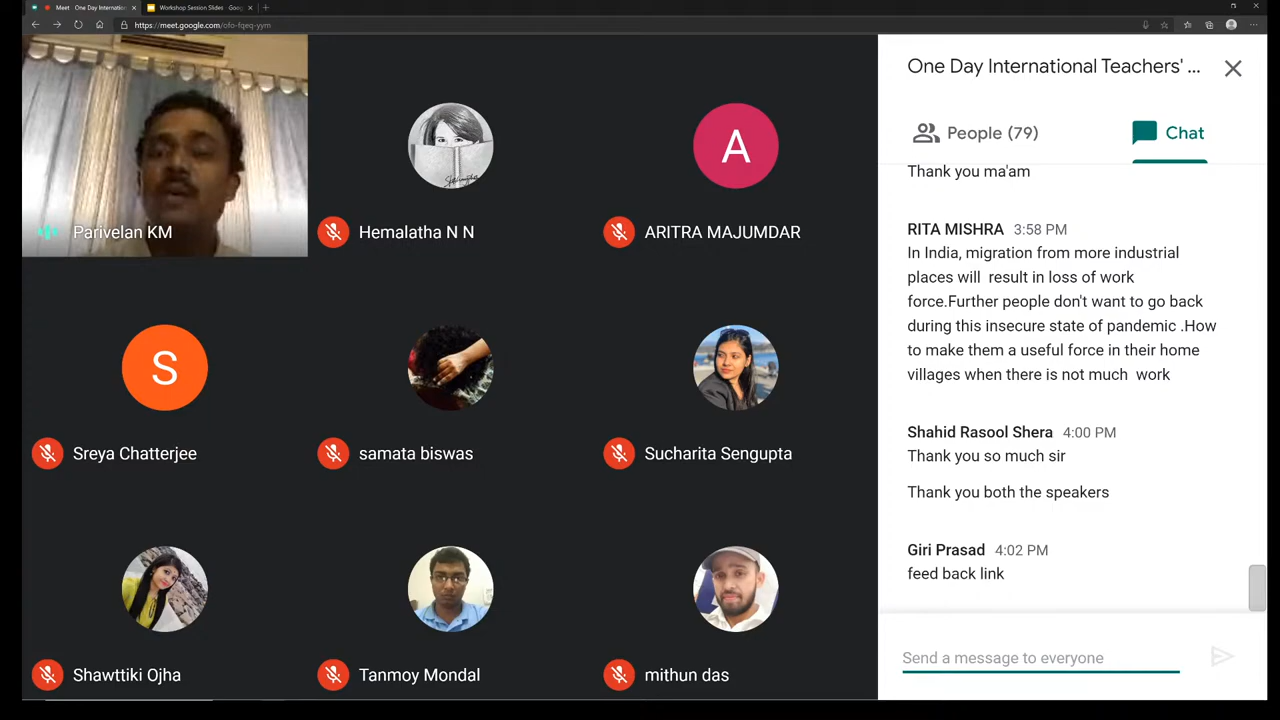 Meet - One Day Internation
Workshop Session Slides - Goog
https://meet.google.com/ofo-fqeq-yym
One Day International Teachers' ...
People (79)
Chat
Thank you ma'am
RITA MISHRA 3:58 PM
In India, migration from more industrial
places will result in loss of work
force.Further people don't want to go back
during this insecure state of pandemic .How
to make them a useful force in their home
villages when there is not much work
Shahid Rasool Shera 4:00 PM
Thank you so much sir
Thank you both the speakers
Giri Prasad 4:02 PM
feed back link
Send a message to everyone
Parivelan KM
Hemalatha N N
A
ARITRA MAJUMDAR
S
Sreya Chatterjee
samata biswas
Sucharita Sengupta
Shawttiki Ojha
Tanmoy Mondal
mithun das